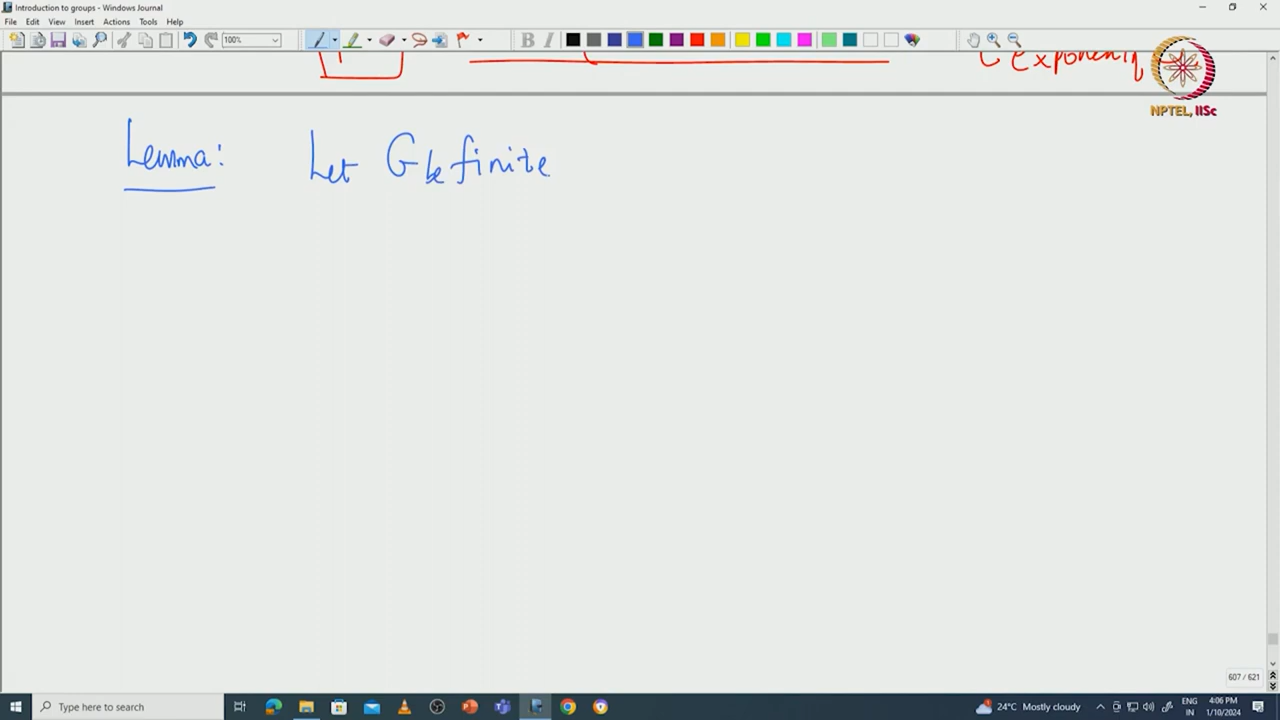 Introduction to groups - Windows Journal
File Edit View Insert Actions Tools Help
100%
B I
NPTEL, IISc
Lemma: Let G be finite
607 / 621
Type here to search
24°C Mostly cloudy
ENG
IN
4:06 PM
1/10/2024